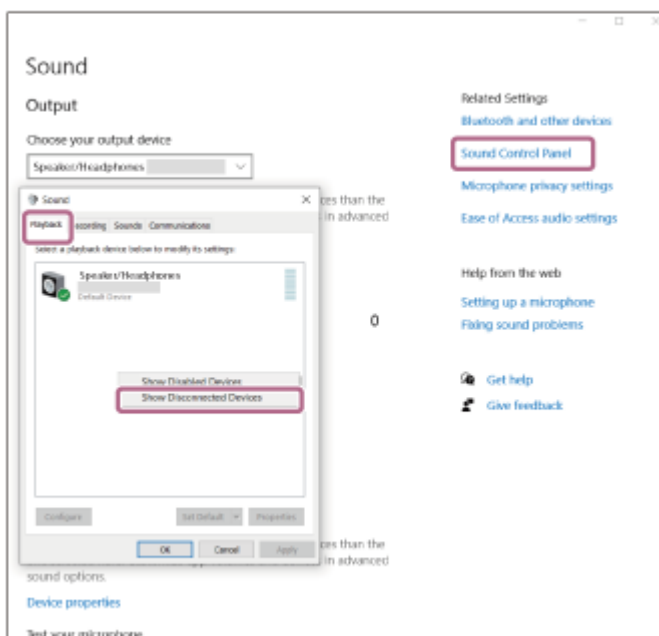 Sound
Output
Choose your output device
Speaker/Headphones
Sound
Playback
ecording
Sounds
Communications
Select a playback device below to modify its settings:
Speaker/Headphones
Default Device
Show Disabled Devices
Show Disconnected Devices
Configure
Set Default
Properties
OK
Cancel
Apply
ces than the
in advanced
0
ces than the
in advanced
sound options.
Device properties
Test your microphone
Related Settings
Bluetooth and other devices
Sound Control Panel
Microphone privacy settings
Ease of Access audio settings
Help from the web
Setting up a microphone
Fixing sound problems
Get help
Give feedback